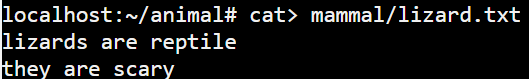 localhost:~/animal# cat> mammal/lizard.txt
lizards are reptile
they are scary